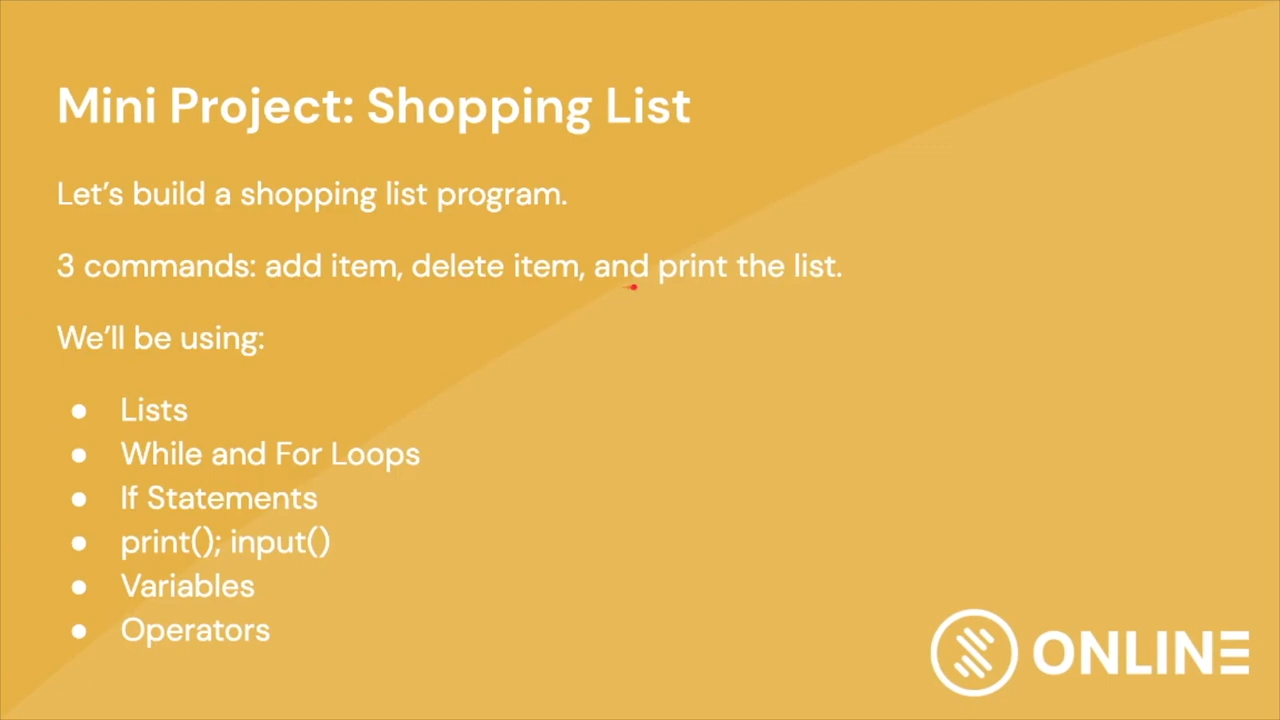 Mini Project: Shopping List
Let’s build a shopping list program.
3 commands: add item, delete item, and print the list.
We’ll be using:
● Lists
● While and For Loops
● If Statements
● print(); input()
● Variables
● Operators
ONLINE